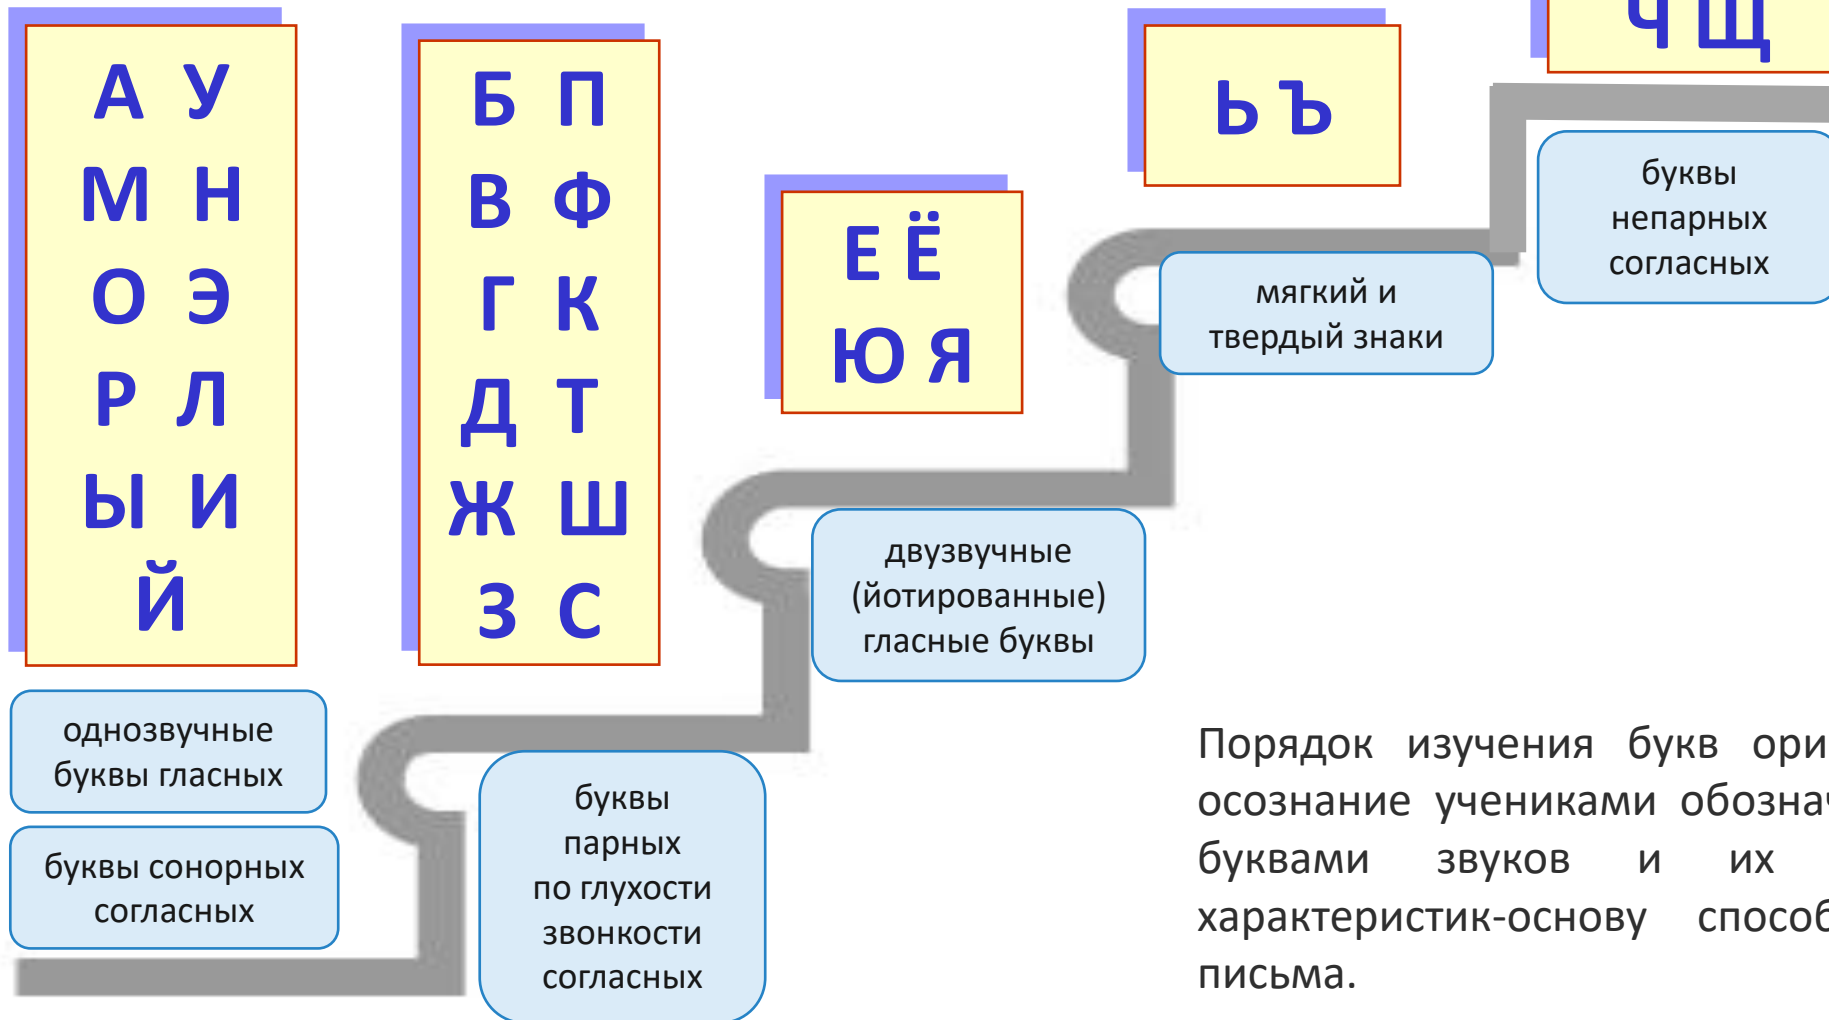 А У
М Н
О Э
Р Л
Ы И
Й
однозвучные
буквы гласных
буквы сонорных
согласных
Б П
В Ф
Г К
Д Т
Ж Ш
З С
буквы
парных
по глухости
звонкости
согласных
Е Ё
Ю Я
двузвучные
(йотированные)
гласные буквы
Ь Ъ
мягкий и
твердый знаки
Ч Щ
буквы
непарных
согласных
Порядок изучения букв
осознание учениками
буквами звуков и их
характеристик-основу
письма.